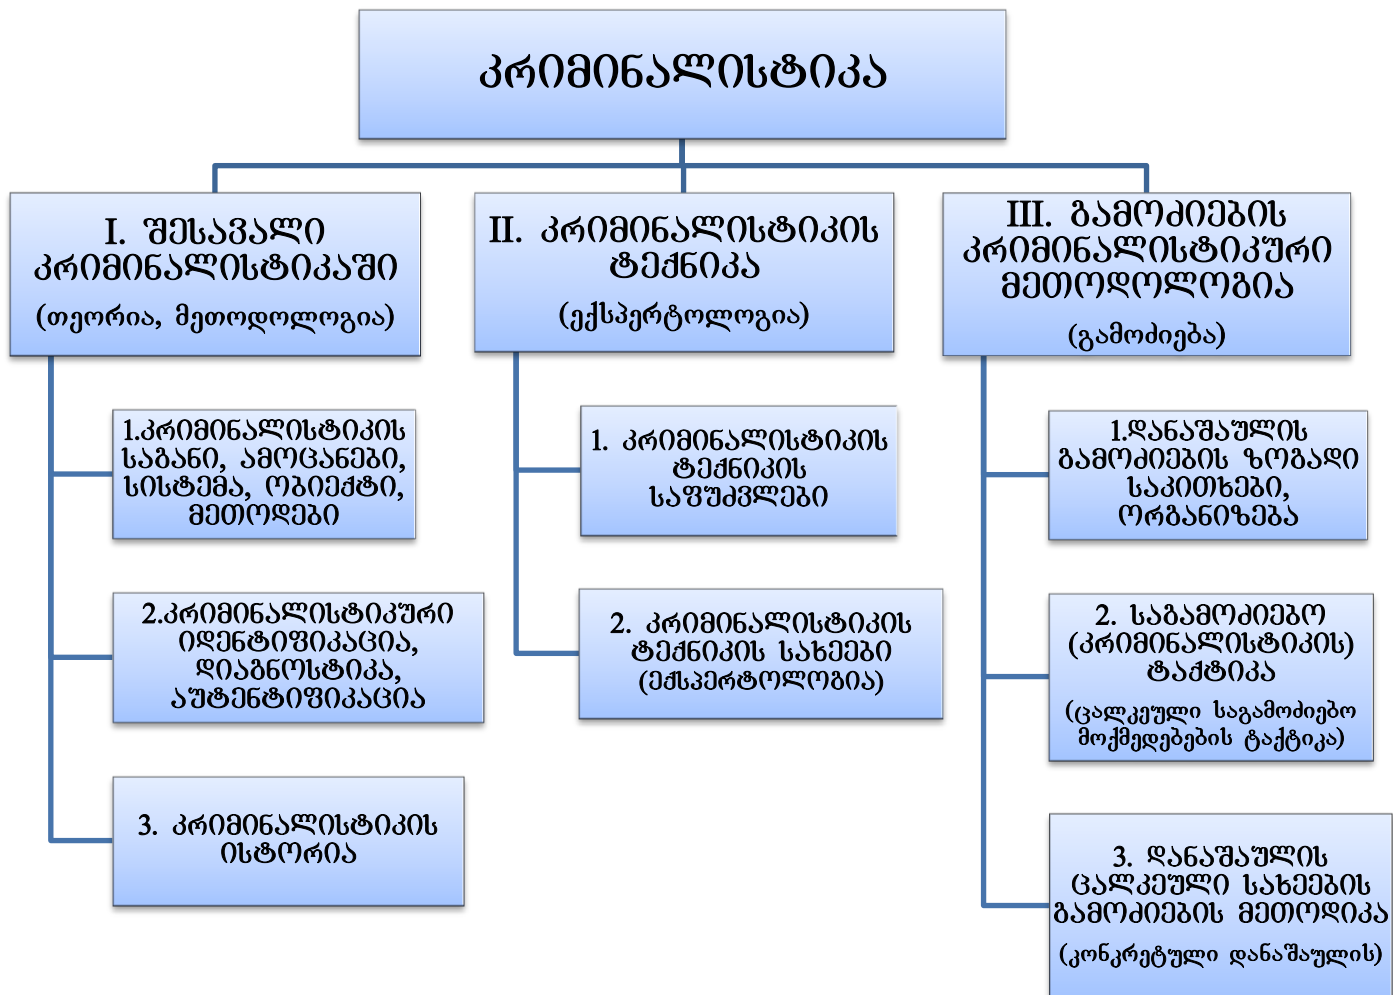 კრიმინალისტიკა
I. შესავალი
კრიმინალისტიკაში
(თეორია, მეთოდოლოგია)
1.კრიმინალისტიკის
საგანი, ამოცანები,
სისტემა, ობიექტი,
მეთოდები
2.კრიმინალისტიკური
იდენტიფიკაცია,
დიაგნოსტიკა,
აუტენტიფიკაცია
3. კრიმინალისტიკის
ისტორია
II. კრიმინალისტიკის
ტექნიკა
(ექსპერტოლოგია)
1. კრიმინალისტიკის
ტექნიკის
საფუძვლები
2. კრიმინალისტიკის
ტექნიკის სახეები
(ექსპერტოლოგია)
III. გამოძიების
კრიმინალისტიკური
მეთოდოლოგია
(გამოძიება)
1.დანაშაულის
გამოძიების ზოგადი
საკითხები,
ორგანიზება
2. საგამოძიებო
(კრიმინალისტიკის)
ტაქტიკა
(ცალკეული საგამოძიებო
მოქმედებების ტაქტიკა)
3. დანაშაულის
ცალკეული სახეების
გამოძიების მეთოდიკა
(კონკრეტული დანაშაულის)